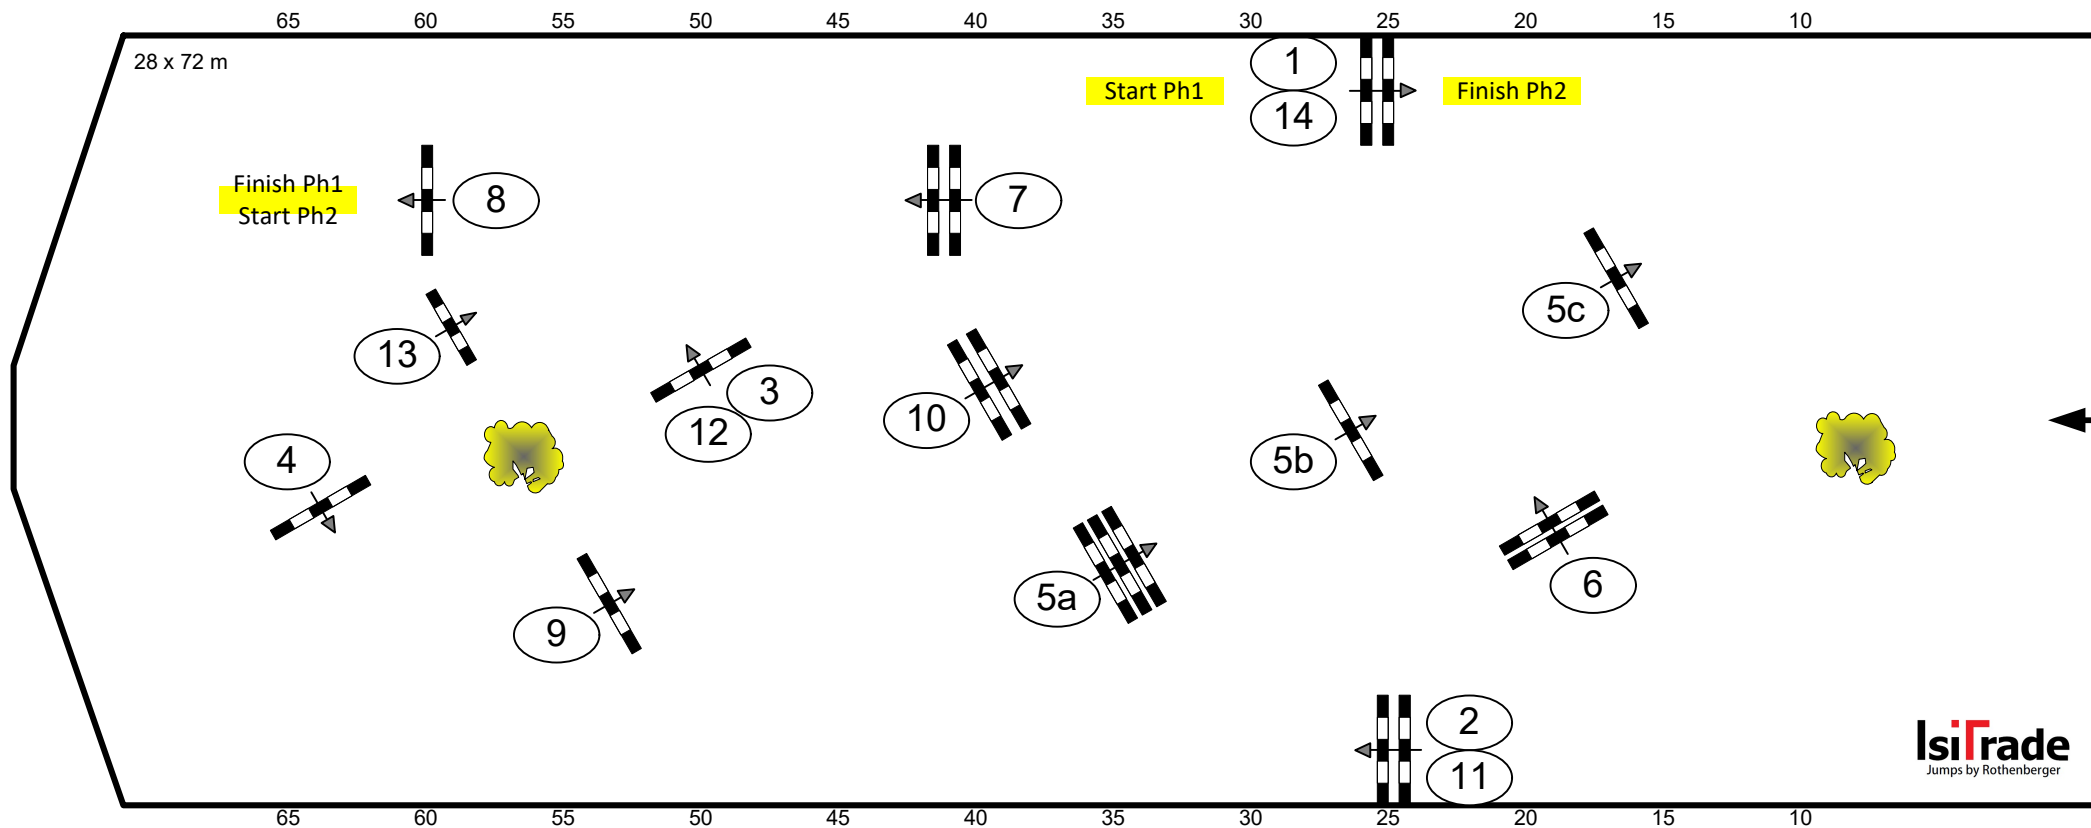 65 60 55 50 45 40 35 30 25 20 15 10
28 x 72 m
1
Start Ph1
Finish Ph2
14
Finish Ph1
Start Ph2
8
7
5c
13
3
10
12
4
5b
5a
6
9
2
11
IsiTrade
Jumps by Rothenberger
65 60 55 50 45 40 35 30 25 20 15 10